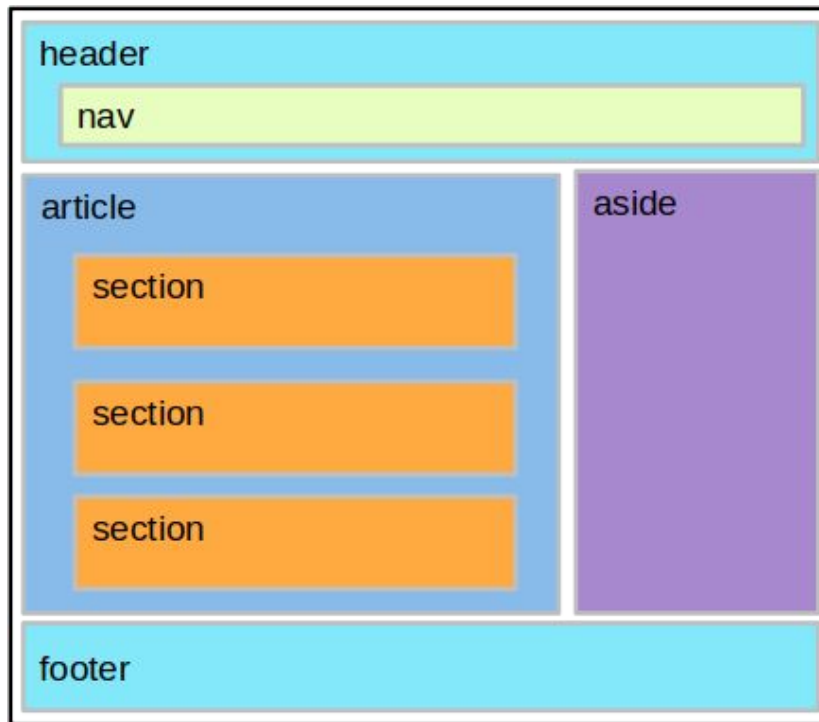 header
nav
article
aside
section
section
section
footer